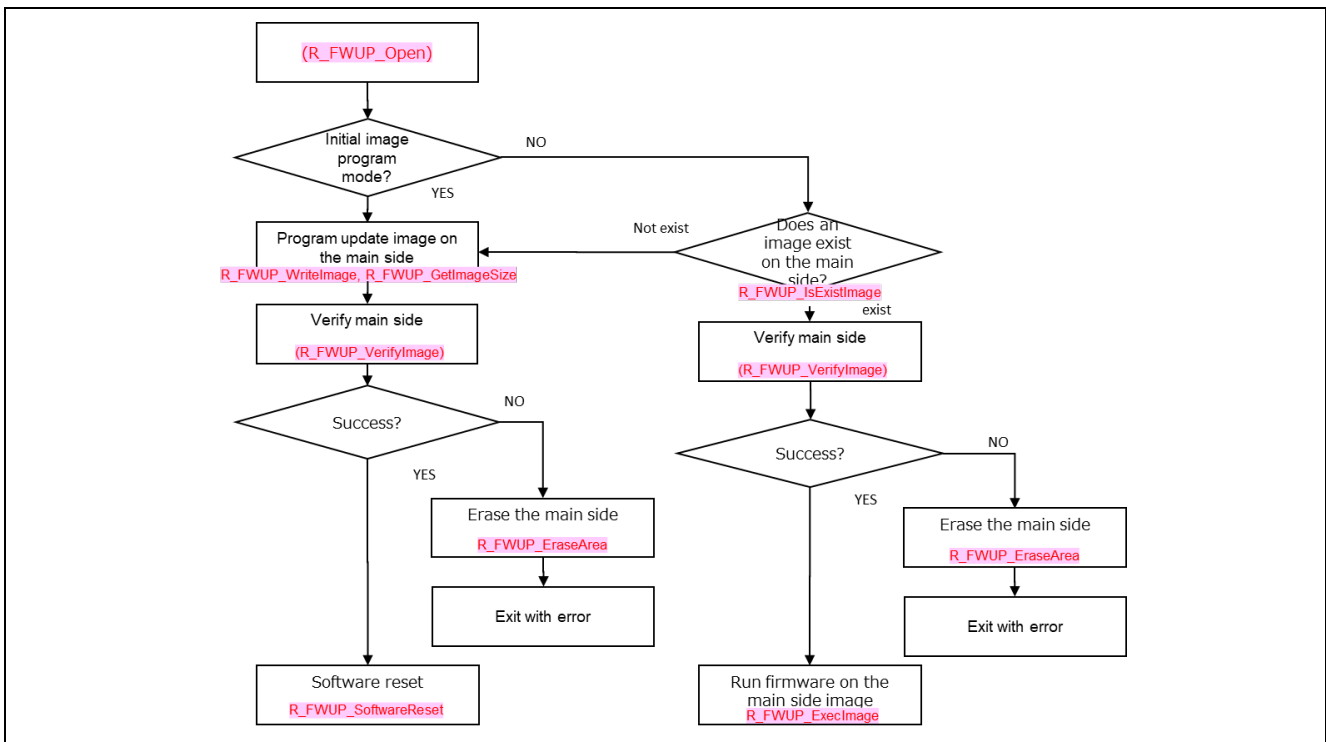 (R_FWUP_Open)
Initial image
program
mode?
NO
YES
Program update image on
the main side
R_FWUP_WriteImage, R_FWUP_GetImageSize
Not exist
Does an
image exist
on the main
side?
R_FWUP_IsExistImage
exist
Verify main side
(R_FWUP_VerifyImage)
Verify main side
(R_FWUP_VerifyImage)
Success?
NO
YES
Success?
NO
YES
Erase the main side
R_FWUP_EraseArea
Erase the main side
R_FWUP_EraseArea
Exit with error
Exit with error
Software reset
R_FWUP_SoftwareReset
Run firmware on the
main side image
R_FWUP_ExecImage